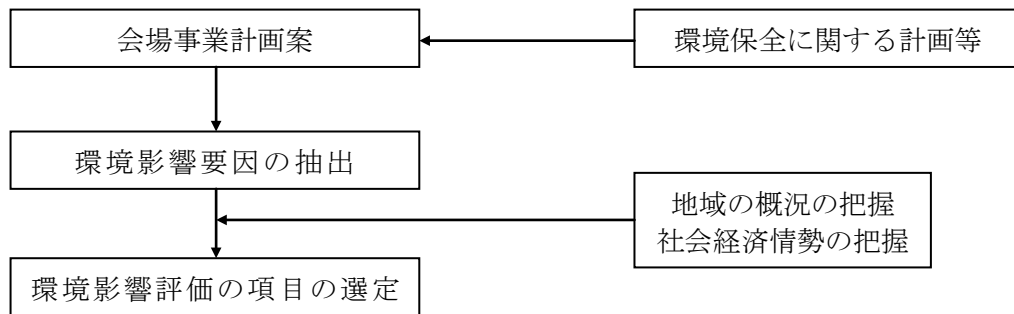 会場事業計画案
環境保全に関する計画等
環境影響要因の抽出
地域の概況の把握
社会経済情勢の把握
環境影響評価の項目の選定